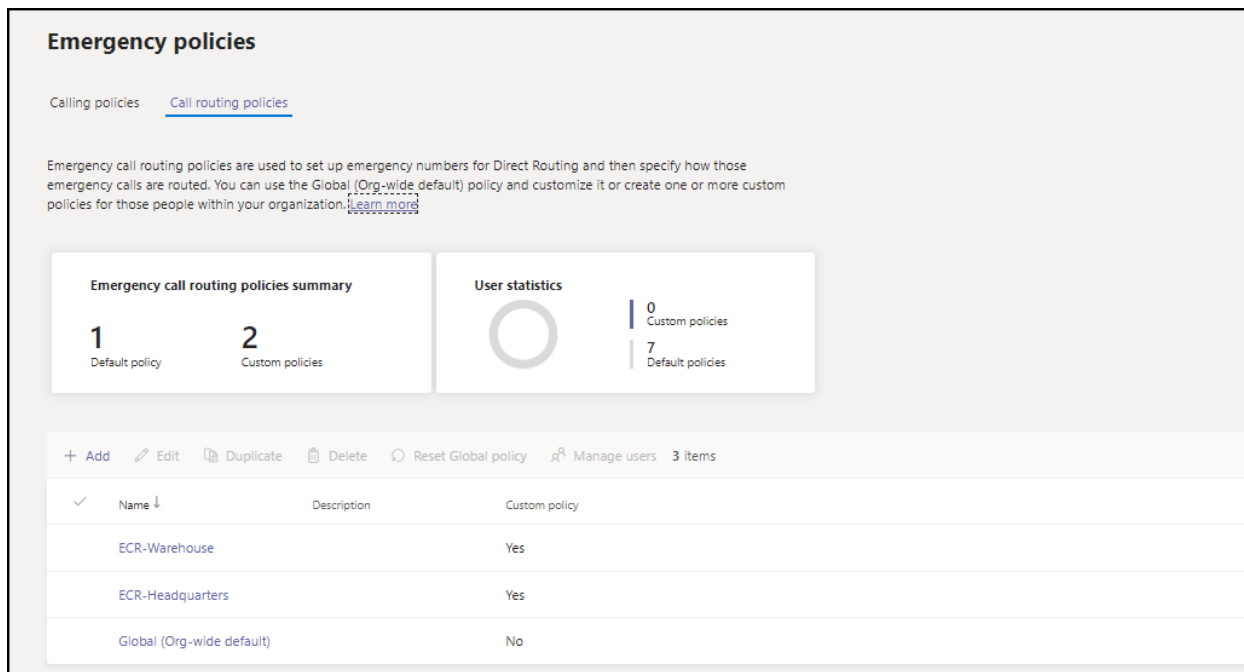 Emergency policies
Calling policies Call routing policies
Emergency call routing policies are used to set up emergency numbers for Direct Routing and then specify how those
emergency calls are routed. You can use the Global (Org-wide default) policy and customize it or create one or more custom
policies for those people within your organization. Learn more
Emergency call routing policies summary
1
Default policy
2
Custom policies
User statistics
0
Custom policies
7
Default policies
+ Add Edit Duplicate Delete Reset Global policy Manage users 3 items
Name ↓ Description Custom policy
ECR-Warehouse Yes
ECR-Headquarters Yes
Global (Org-wide default) No